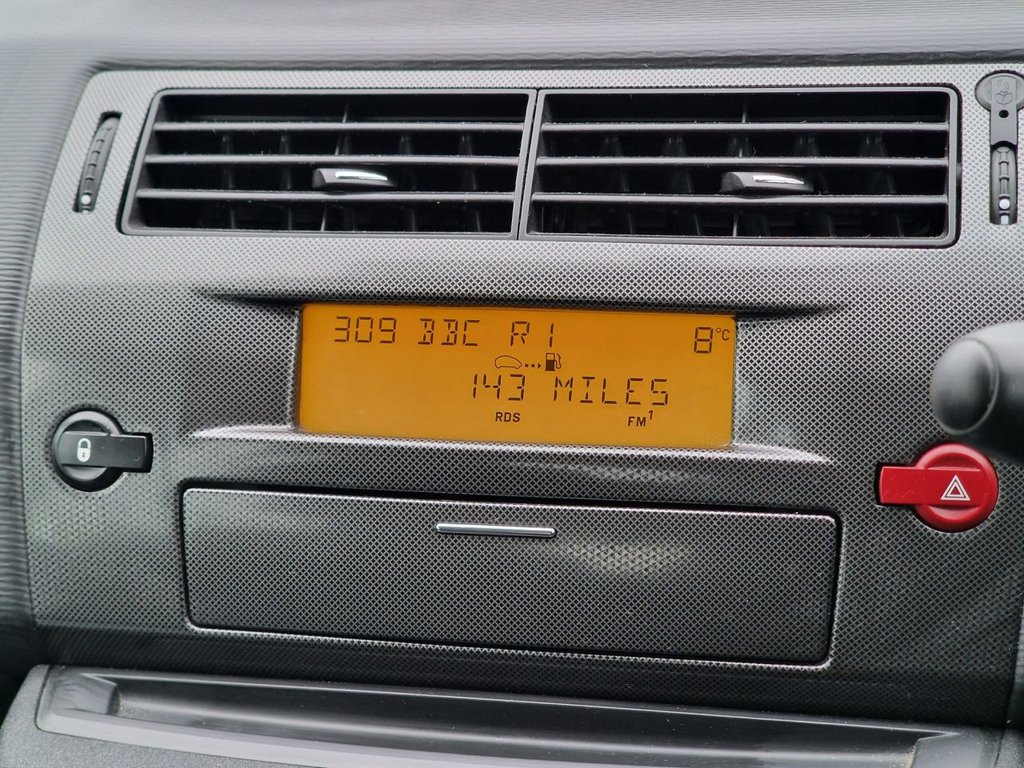 309 BBC R1 8°C
143 MILES
RDS FM1